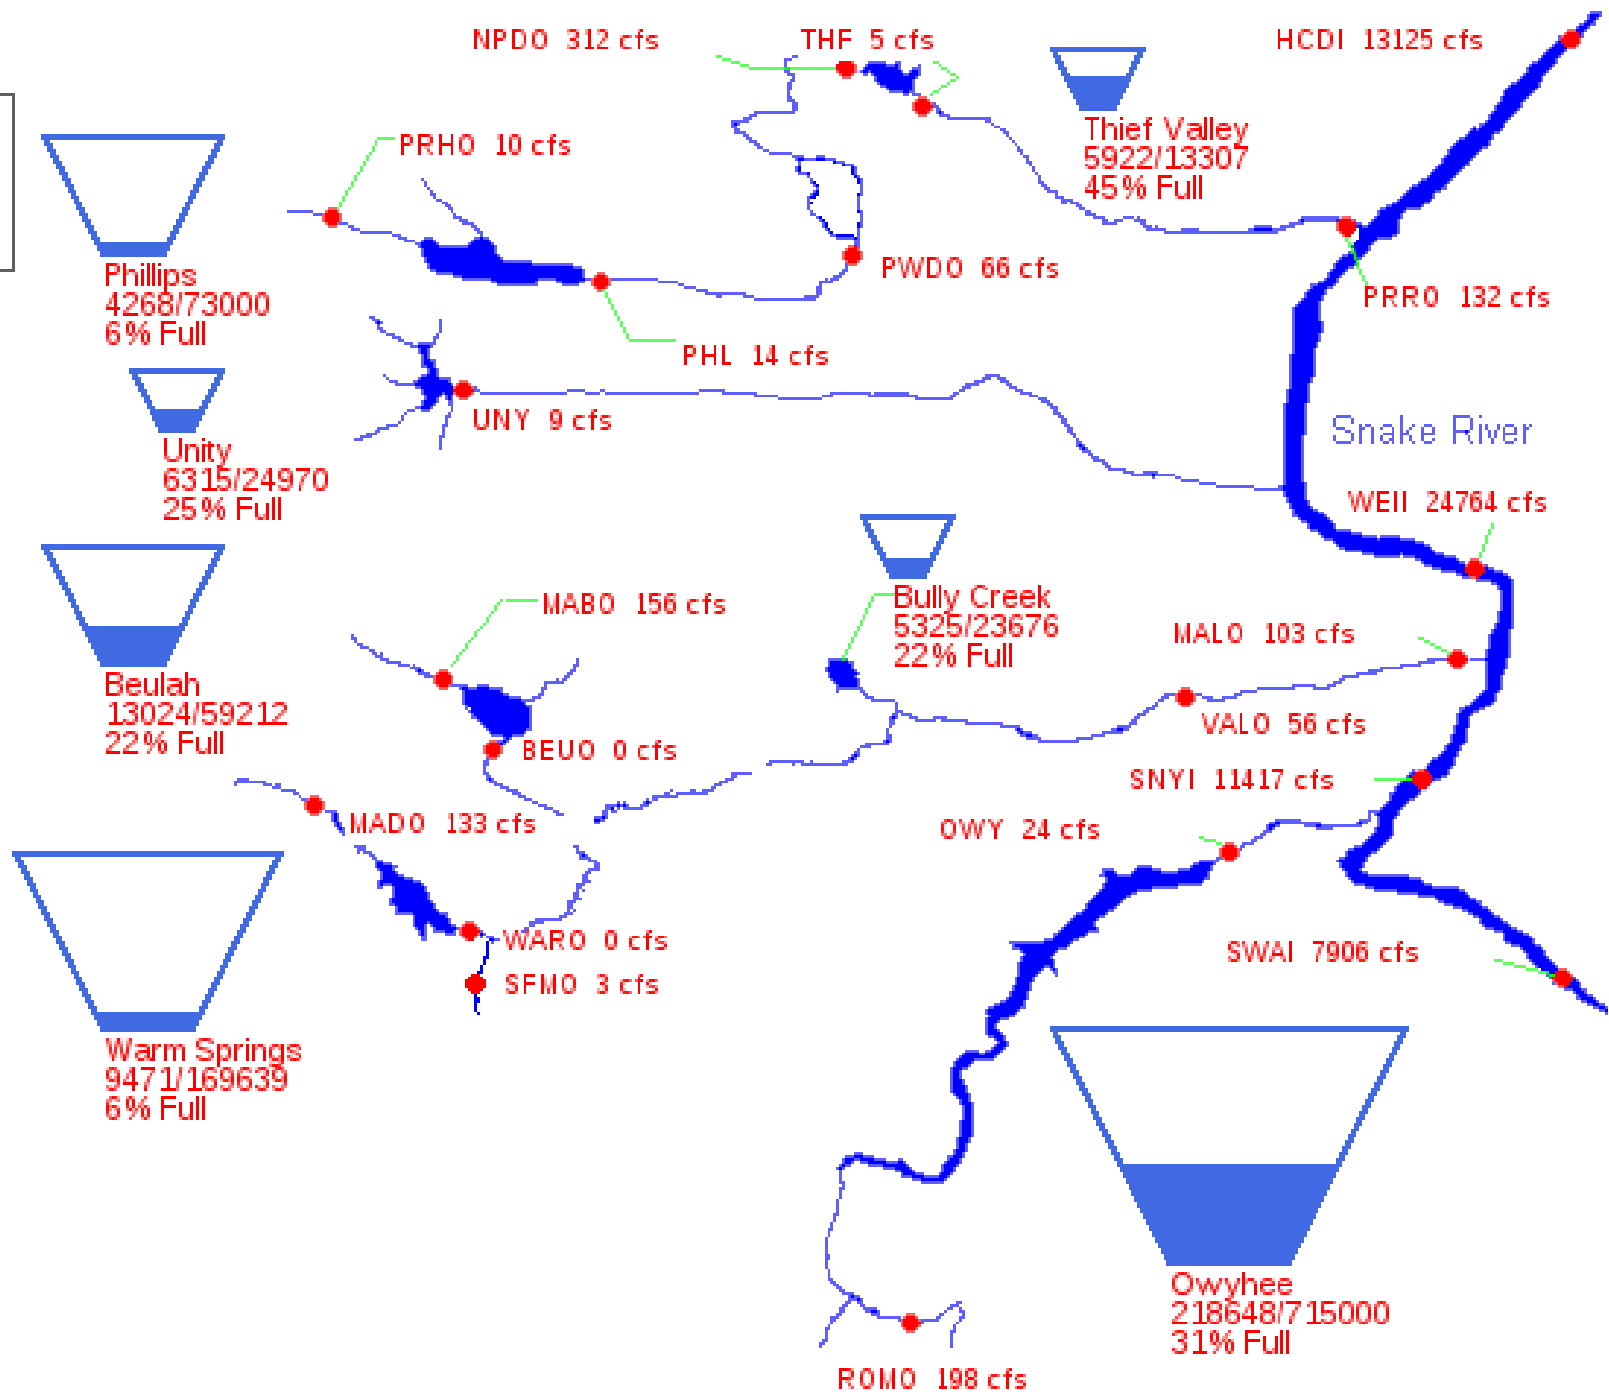 NPDO 312 cfs
THF 5 cfs
HCDI 13125 cfs
Thief Valley
5922/13307
45% Full
PRHO 10 cfs
Phillips
4268/73000
6% Full
PWDO 66 cfs
PRRO 132 cfs
PHL 14 cfs
UNY 9 cfs
Unity
6315/24970
25% Full
Snake River
WEII 24764 cfs
Bully Creek
5325/23676
22% Full
MABO 156 cfs
MALO 103 cfs
Beulah
13024/59212
22% Full
VALO 56 cfs
BEUO 0 cfs
SNYI 11417 cfs
MADO 133 cfs
OWY 24 cfs
WARO 0 cfs
SWAI 7906 cfs
SFMO 3 cfs
Warm Springs
9471/169639
6% Full
Owyhee
218648/715000
31% Full
ROMO 198 cfs